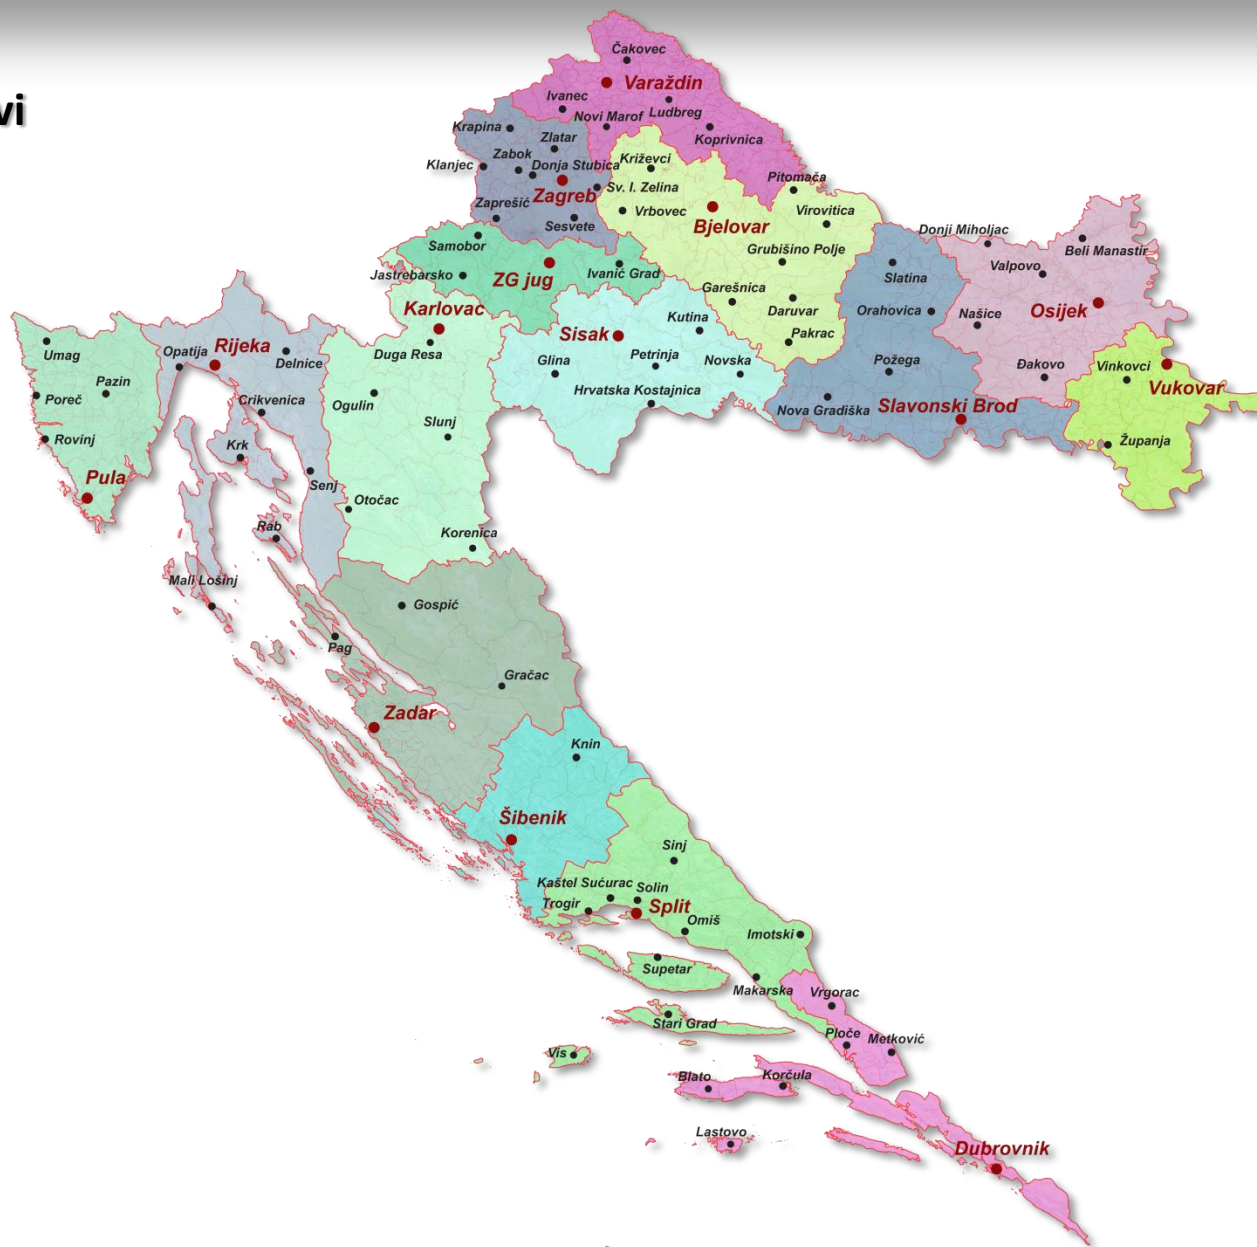 vi
Čakovec
Varaždin
Ivanec
Ludbreg
Novi Marof
Koprivnica
Krapina
Zlatar
Zabok
Donja Stubica
Klanjec
Križevci
Pitomača
Sv. I. Zelina
Zagreb
Zaprešić
Vrbovec
Virovitica
Sesvete
Bjelovar
Donji Miholjac
Samobor
Grubišino Polje
Beli Manastir
Jastrebarsko
ZG jug
Ivanić Grad
Slatina
Valpovo
Garešnica
Karlovac
Daruvar
Orahovica
Našice
Osijek
Kutina
Sisak
Pakrac
Umag
Opatija
Rijeka
Delnice
Duga Resa
Glina
Petrinja
Novska
Požega
Đakovo
Vinkovci
Pazin
Vukovar
Poreč
Crikvenica
Ogulin
Hrvatska Kostajnica
Nova Gradiška
Slavonski Brod
Rovinj
Krk
Slunj
Županja
Pula
Senj
Otočac
Rab
Korenica
Mali Lošinj
Gospić
Pag
Gračac
Zadar
Knin
Šibenik
Sinj
Kaštel Sućurac
Solin
Trogir
Split
Omiš
Imotski
Supetar
Makarska
Vrgorac
Stari Grad
Ploče
Metković
Vis
Blato
Korčula
Lastovo
Dubrovnik